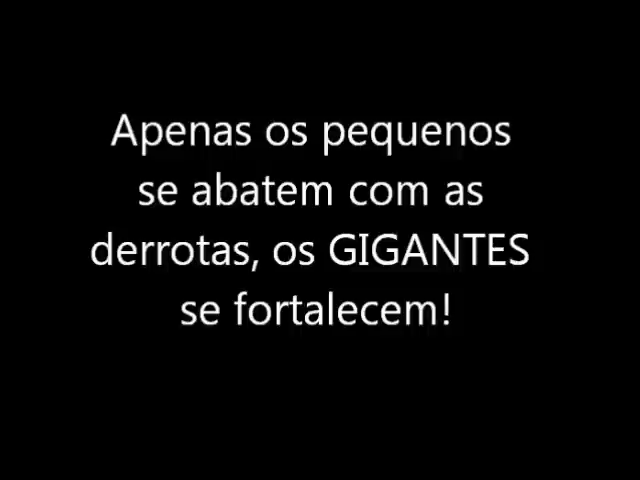 Apenas os pequenos
se abatem com as
derrotas, os GIGANTES
se fortalecem!